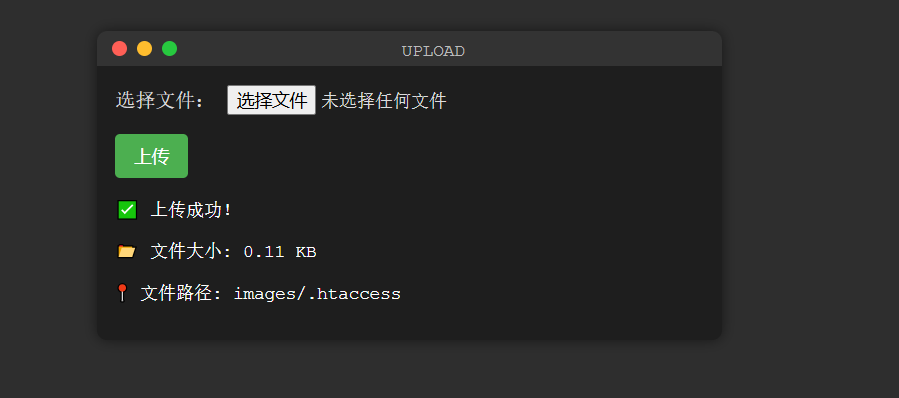 UPLOAD
选择文件： 选择文件 未选择任何文件
上传
✅ 上传成功！
📂 文件大小: 0.11 KB
📍 文件路径: images/.htaccess